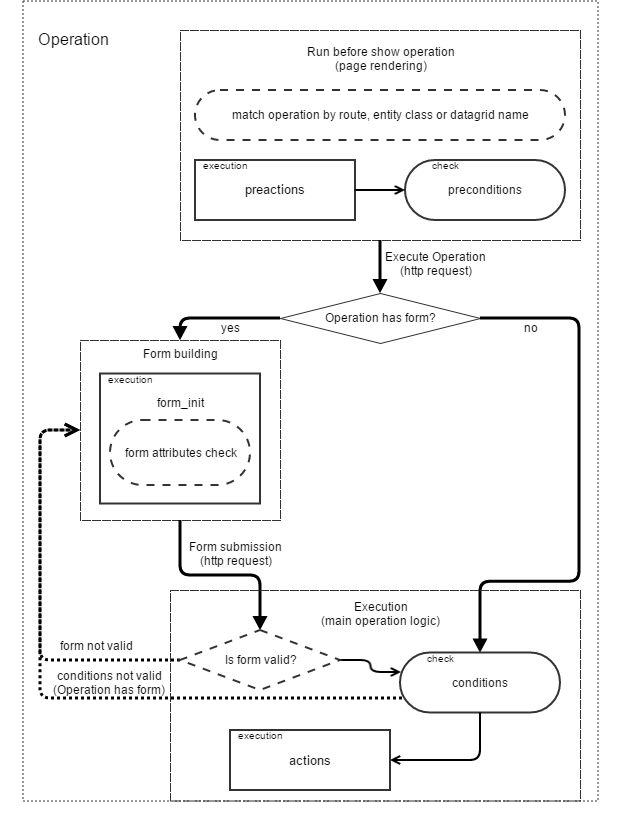 Operation
Run before show operation
(page rendering)
match operation by route, entity class or datagrid name
execution
preactions
check
preconditions
Execute Operation
(http request)
Operation has form?
yes
no
Form building
execution
form_init
form attributes check
Form submission
(http request)
Execution
(main operation logic)
form not valid
Is form valid?
check
conditions
conditions not valid
(Operation has form)
execution
actions